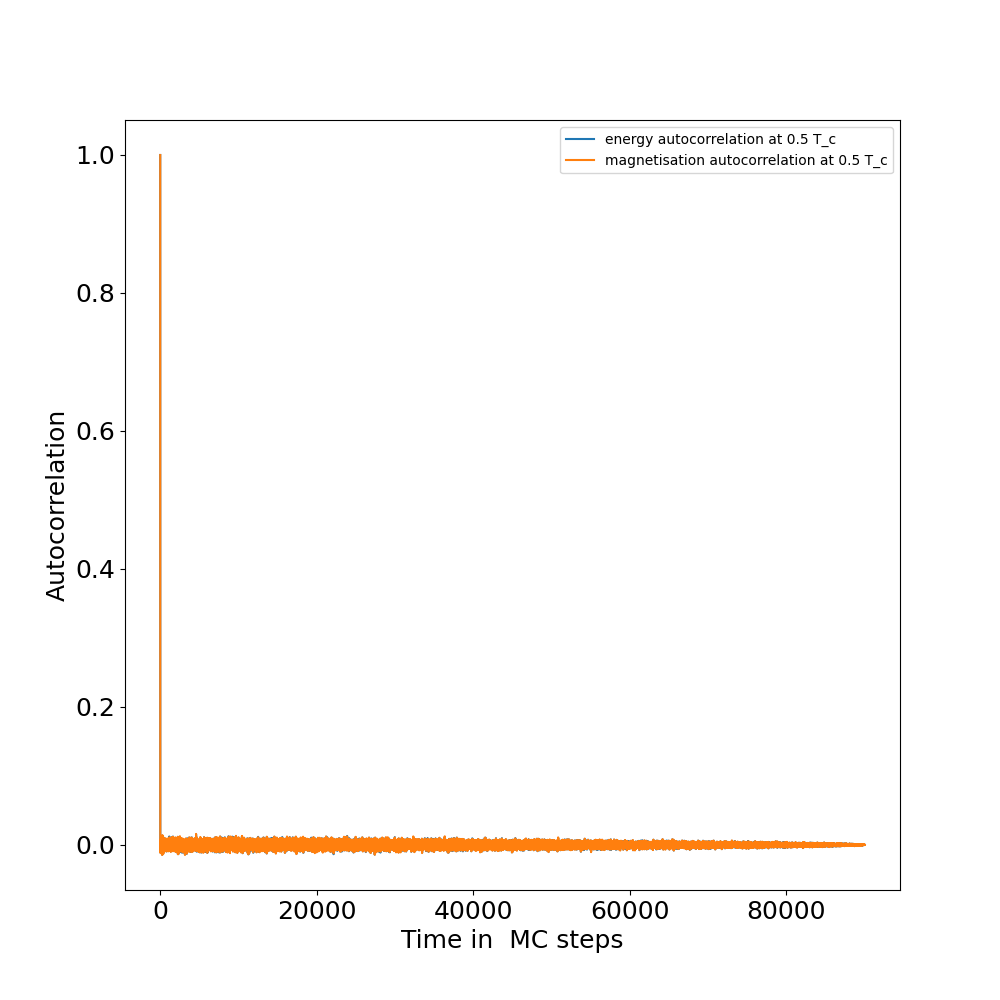 energy autocorrelation at 0.5 T_c
magnetisation autocorrelation at 0.5 T_c
1.0
0.8
0.6
0.4
0.2
0.0
Autocorrelation
0 20000 40000 60000 80000
Time in  MC steps